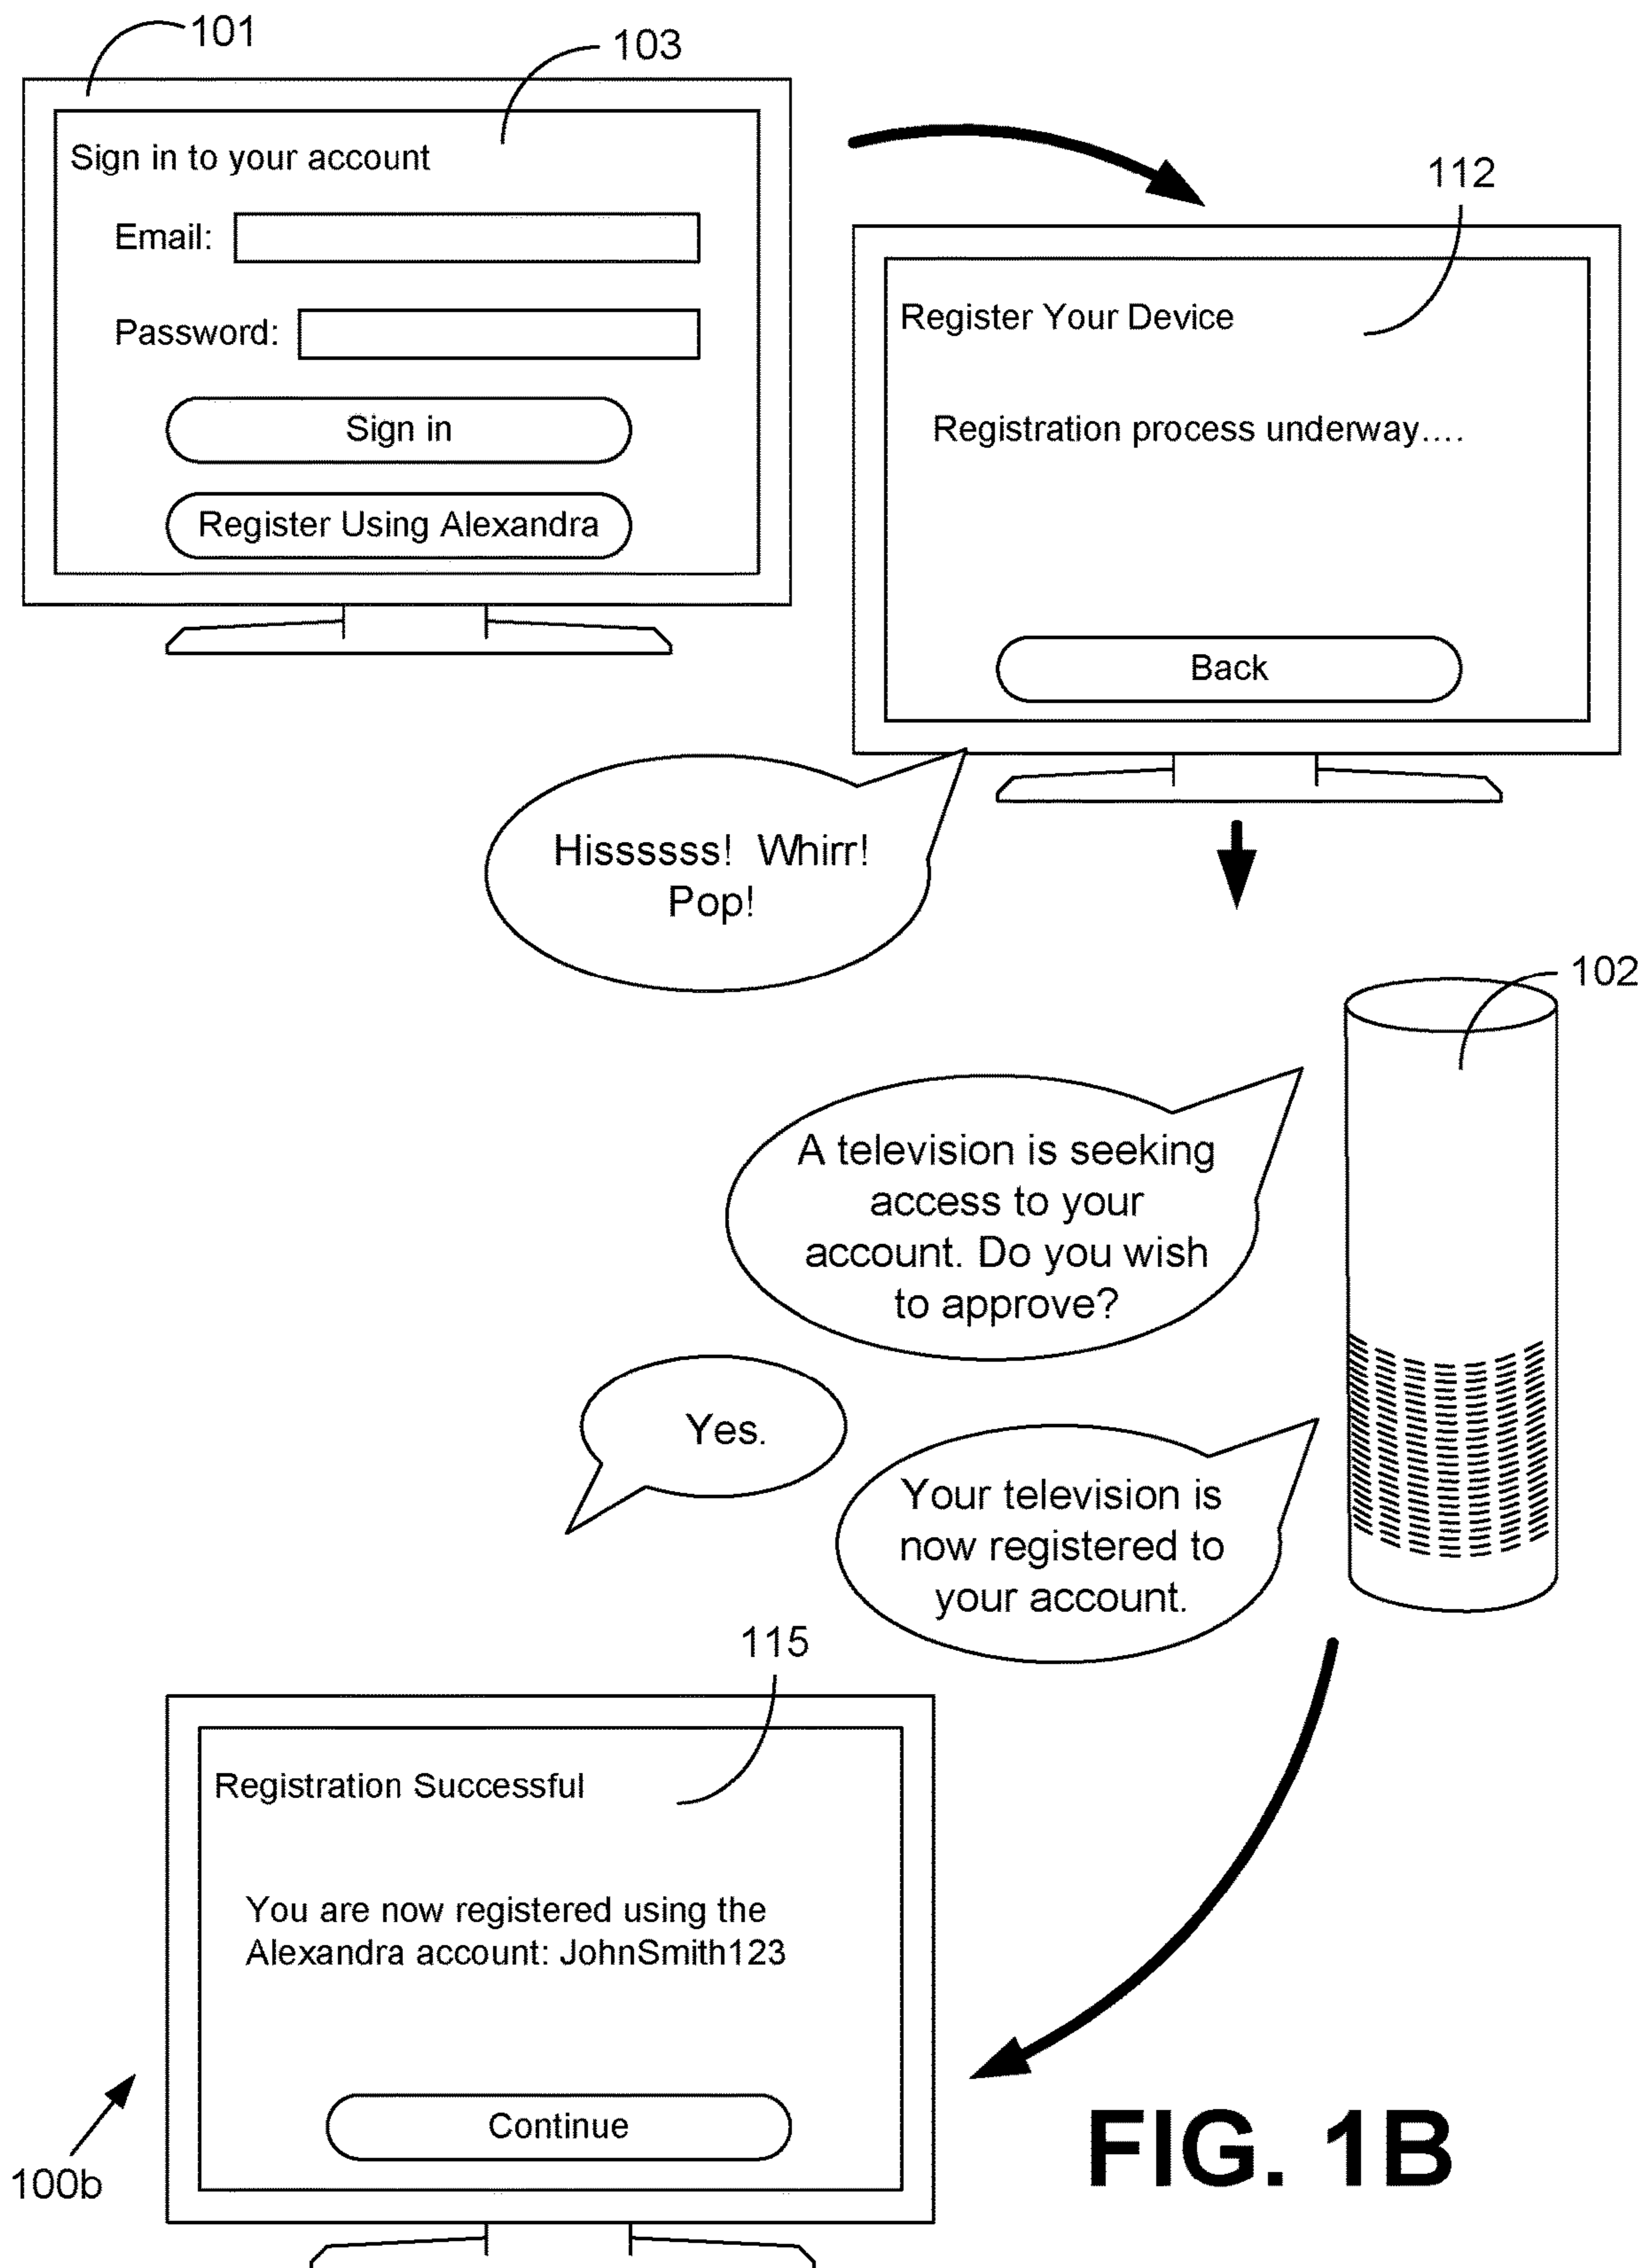 101
103
Sign in to your account
Email:
Password:
Sign in
Register Using Alexandra
112
Register Your Device
Registration process underway....
Back
Hisssssss! Whirr!
Pop!
102
A television is seeking
access to your
account. Do you wish
to approve?
Yes.
Your television is
now registered to
your account.
115
Registration Successful
You are now registered using the
Alexandra account: JohnSmith123
Continue
100b
FIG. 1B